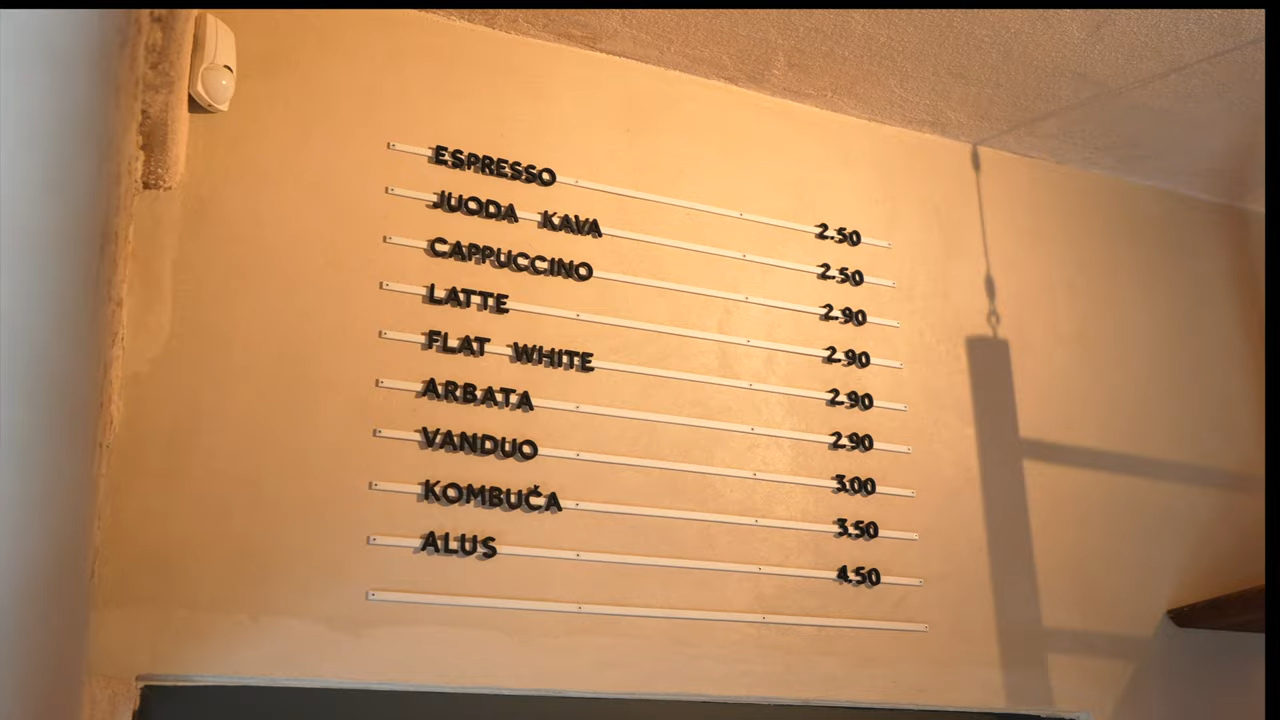 ESPRESSO 2.50
JUODA KAVA 2.50
CAPPUCCINO 2.90
LATTE 2.90
FLAT WHITE 2.90
ARBATA 2.90
VANDUO 3.00
KOMBUČA 3.50
ALUS 4.50